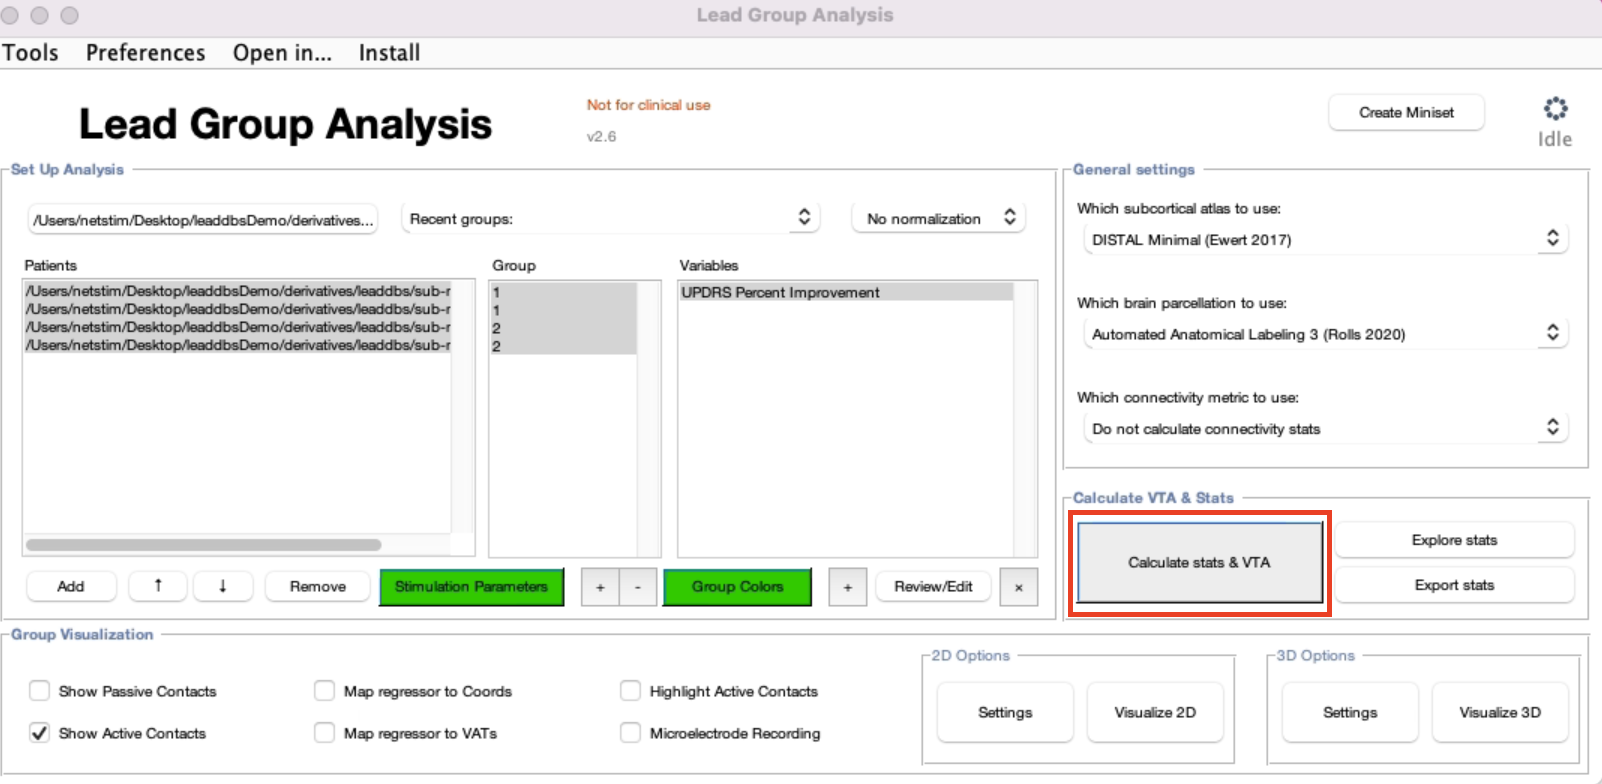 Lead Group Analysis
Tools Preferences Open in... Install
Lead Group Analysis
Not for clinical use
v2.6
Create Miniset
Idle
Set Up Analysis
/Users/netstim/Desktop/leaddbsDemo/derivatives...
Recent groups:
No normalization
Patients
/Users/netstim/Desktop/leaddbsDemo/derivatives/leaddbs/sub-r
/Users/netstim/Desktop/leaddbsDemo/derivatives/leaddbs/sub-r
/Users/netstim/Desktop/leaddbsDemo/derivatives/leaddbs/sub-r
/Users/netstim/Desktop/leaddbsDemo/derivatives/leaddbs/sub-r
Group
1
1
2
2
Variables
UPDRS Percent Improvement
Add ↑ ↓ Remove Stimulation Parameters + - Group Colors + Review/Edit ×
General settings
Which subcortical atlas to use:
DISTAL Minimal (Ewert 2017)
Which brain parcellation to use:
Automated Anatomical Labeling 3 (Rolls 2020)
Which connectivity metric to use:
Do not calculate connectivity stats
Calculate VTA & Stats
Calculate stats & VTA
Explore stats
Export stats
Group Visualization
Show Passive Contacts
Map regressor to Coords
Highlight Active Contacts
Show Active Contacts
Map regressor to VATs
Microelectrode Recording
2D Options
Settings
Visualize 2D
3D Options
Settings
Visualize 3D